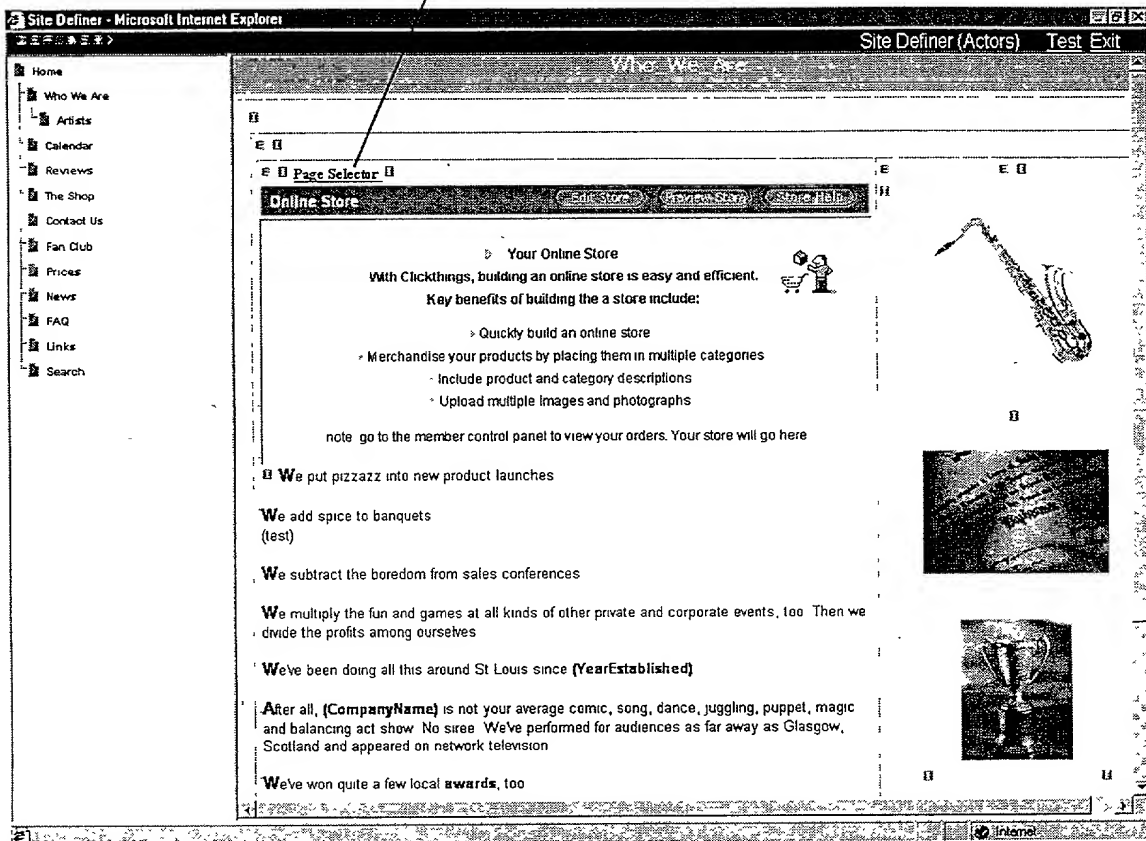 Site Definer - Microsoft Internet Explorer
Site Definer (Actors) Test Exit
Home
Who We Are
Artists
Calendar
Reviews
The Shop
Contact Us
Fan Club
Prices
News
FAQ
Links
Search
Who We Are
Page Selector
Online Store
Edit Store Preview Store Store Help
Your Online Store
With Clickthings, building an online store is easy and efficient.
Key benefits of building the a store include:
Quickly build an online store
Merchandise your products by placing them in multiple categories
Include product and category descriptions
Upload multiple images and photographs
note go to the member control panel to view your orders. Your store will go here
We put pizzazz into new product launches
We add spice to banquets
(test)
We subtract the boredom from sales conferences
We multiply the fun and games at all kinds of other private and corporate events, too Then we
divide the profits among ourselves
We've been doing all this around St Louis since (YearEstablished)
After all, (CompanyName) is not your average comic, song, dance, juggling, puppet, magic
and balancing act show No siree We've performed for audiences as far away as Glasgow,
Scotland and appeared on network television
We've won quite a few local awards, too
Internet